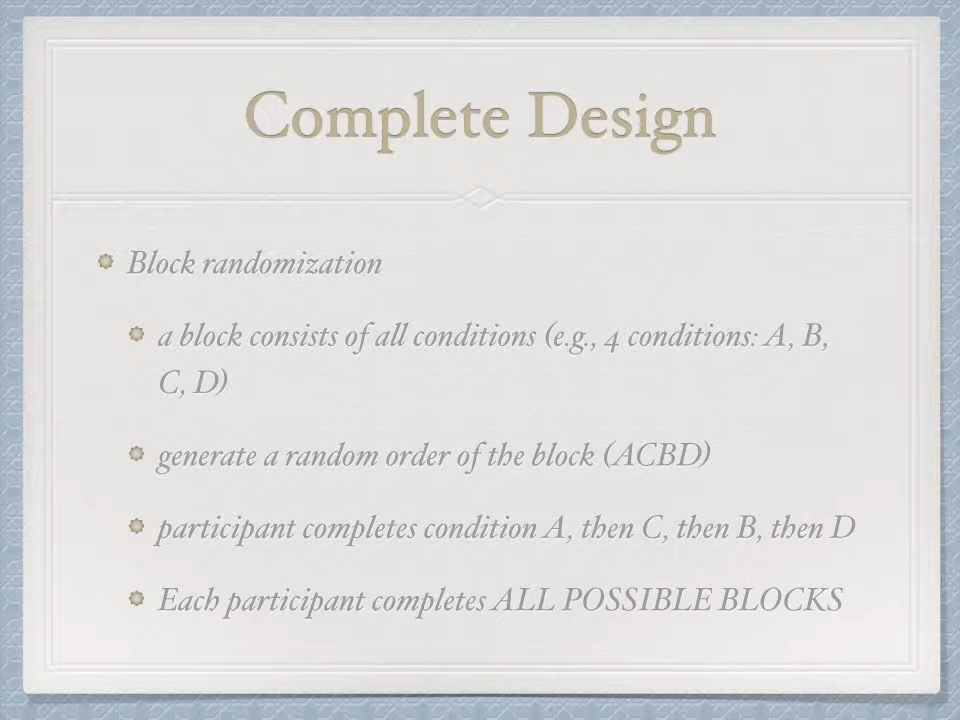 Complete Design
Block randomization
a block consists of all conditions (e.g., 4 conditions: A, B,
C, D)
generate a random order of the block (ACBD)
participant completes condition A, then C, then B, then D
Each participant completes ALL POSSIBLE BLOCKS